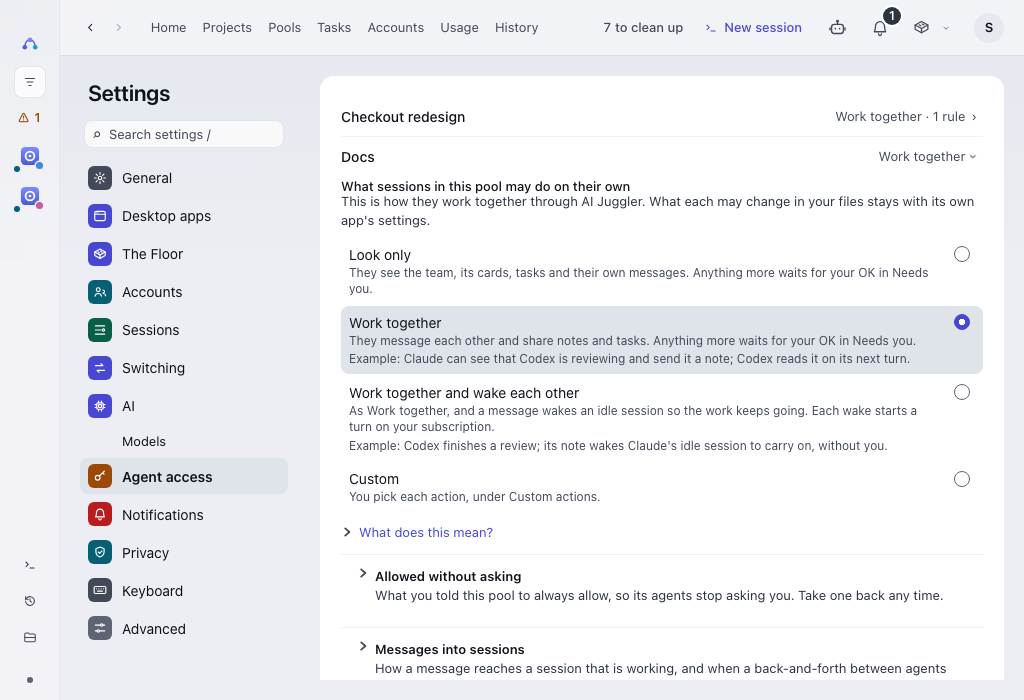 Home Projects Pools Tasks Accounts Usage History 7 to clean up New session 1 S
1
Settings
Search settings /
General
Desktop apps
The Floor
Accounts
Sessions
Switching
AI
Models
Agent access
Notifications
Privacy
Keyboard
Advanced
Checkout redesign Work together · 1 rule
Docs Work together
What sessions in this pool may do on their own
This is how they work together through AI Juggler. What each may change in your files stays with its own
app's settings.
Look only
They see the team, its cards, tasks and their own messages. Anything more waits for your OK in Needs
you.
Work together
They message each other and share notes and tasks. Anything more waits for your OK in Needs you.
Example: Claude can see that Codex is reviewing and send it a note; Codex reads it on its next turn.
Work together and wake each other
As Work together, and a message wakes an idle session so the work keeps going. Each wake starts a
turn on your subscription.
Example: Codex finishes a review; its note wakes Claude's idle session to carry on, without you.
Custom
You pick each action, under Custom actions.
What does this mean?
Allowed without asking
What you told this pool to always allow, so its agents stop asking you. Take one back any time.
Messages into sessions
How a message reaches a session that is working, and when a back-and-forth between agents